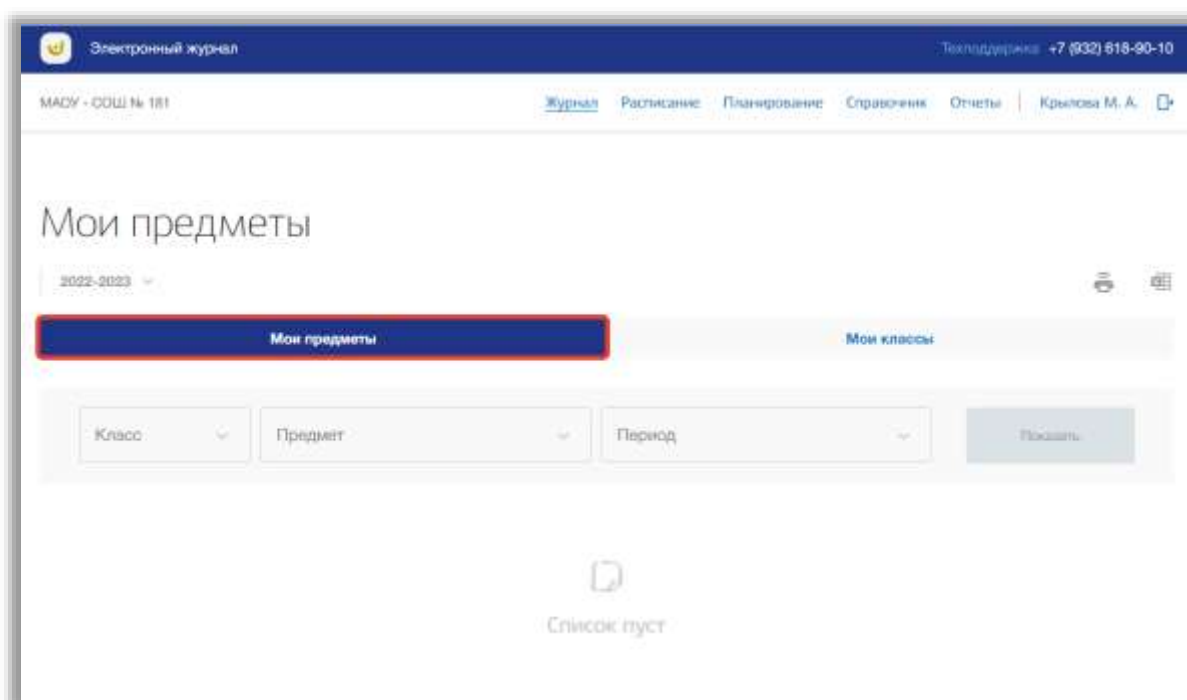 Электронный журнал
Техподдержка +7 (932) 618-90-10
МАОУ - СОШ № 181
Журнал Расписание Планирование Справочник Отчеты Крылова М. А.
Мои предметы
2022-2023
Мои предметы
Мои классы
Класс
Предмет
Период
Показать
Список пуст